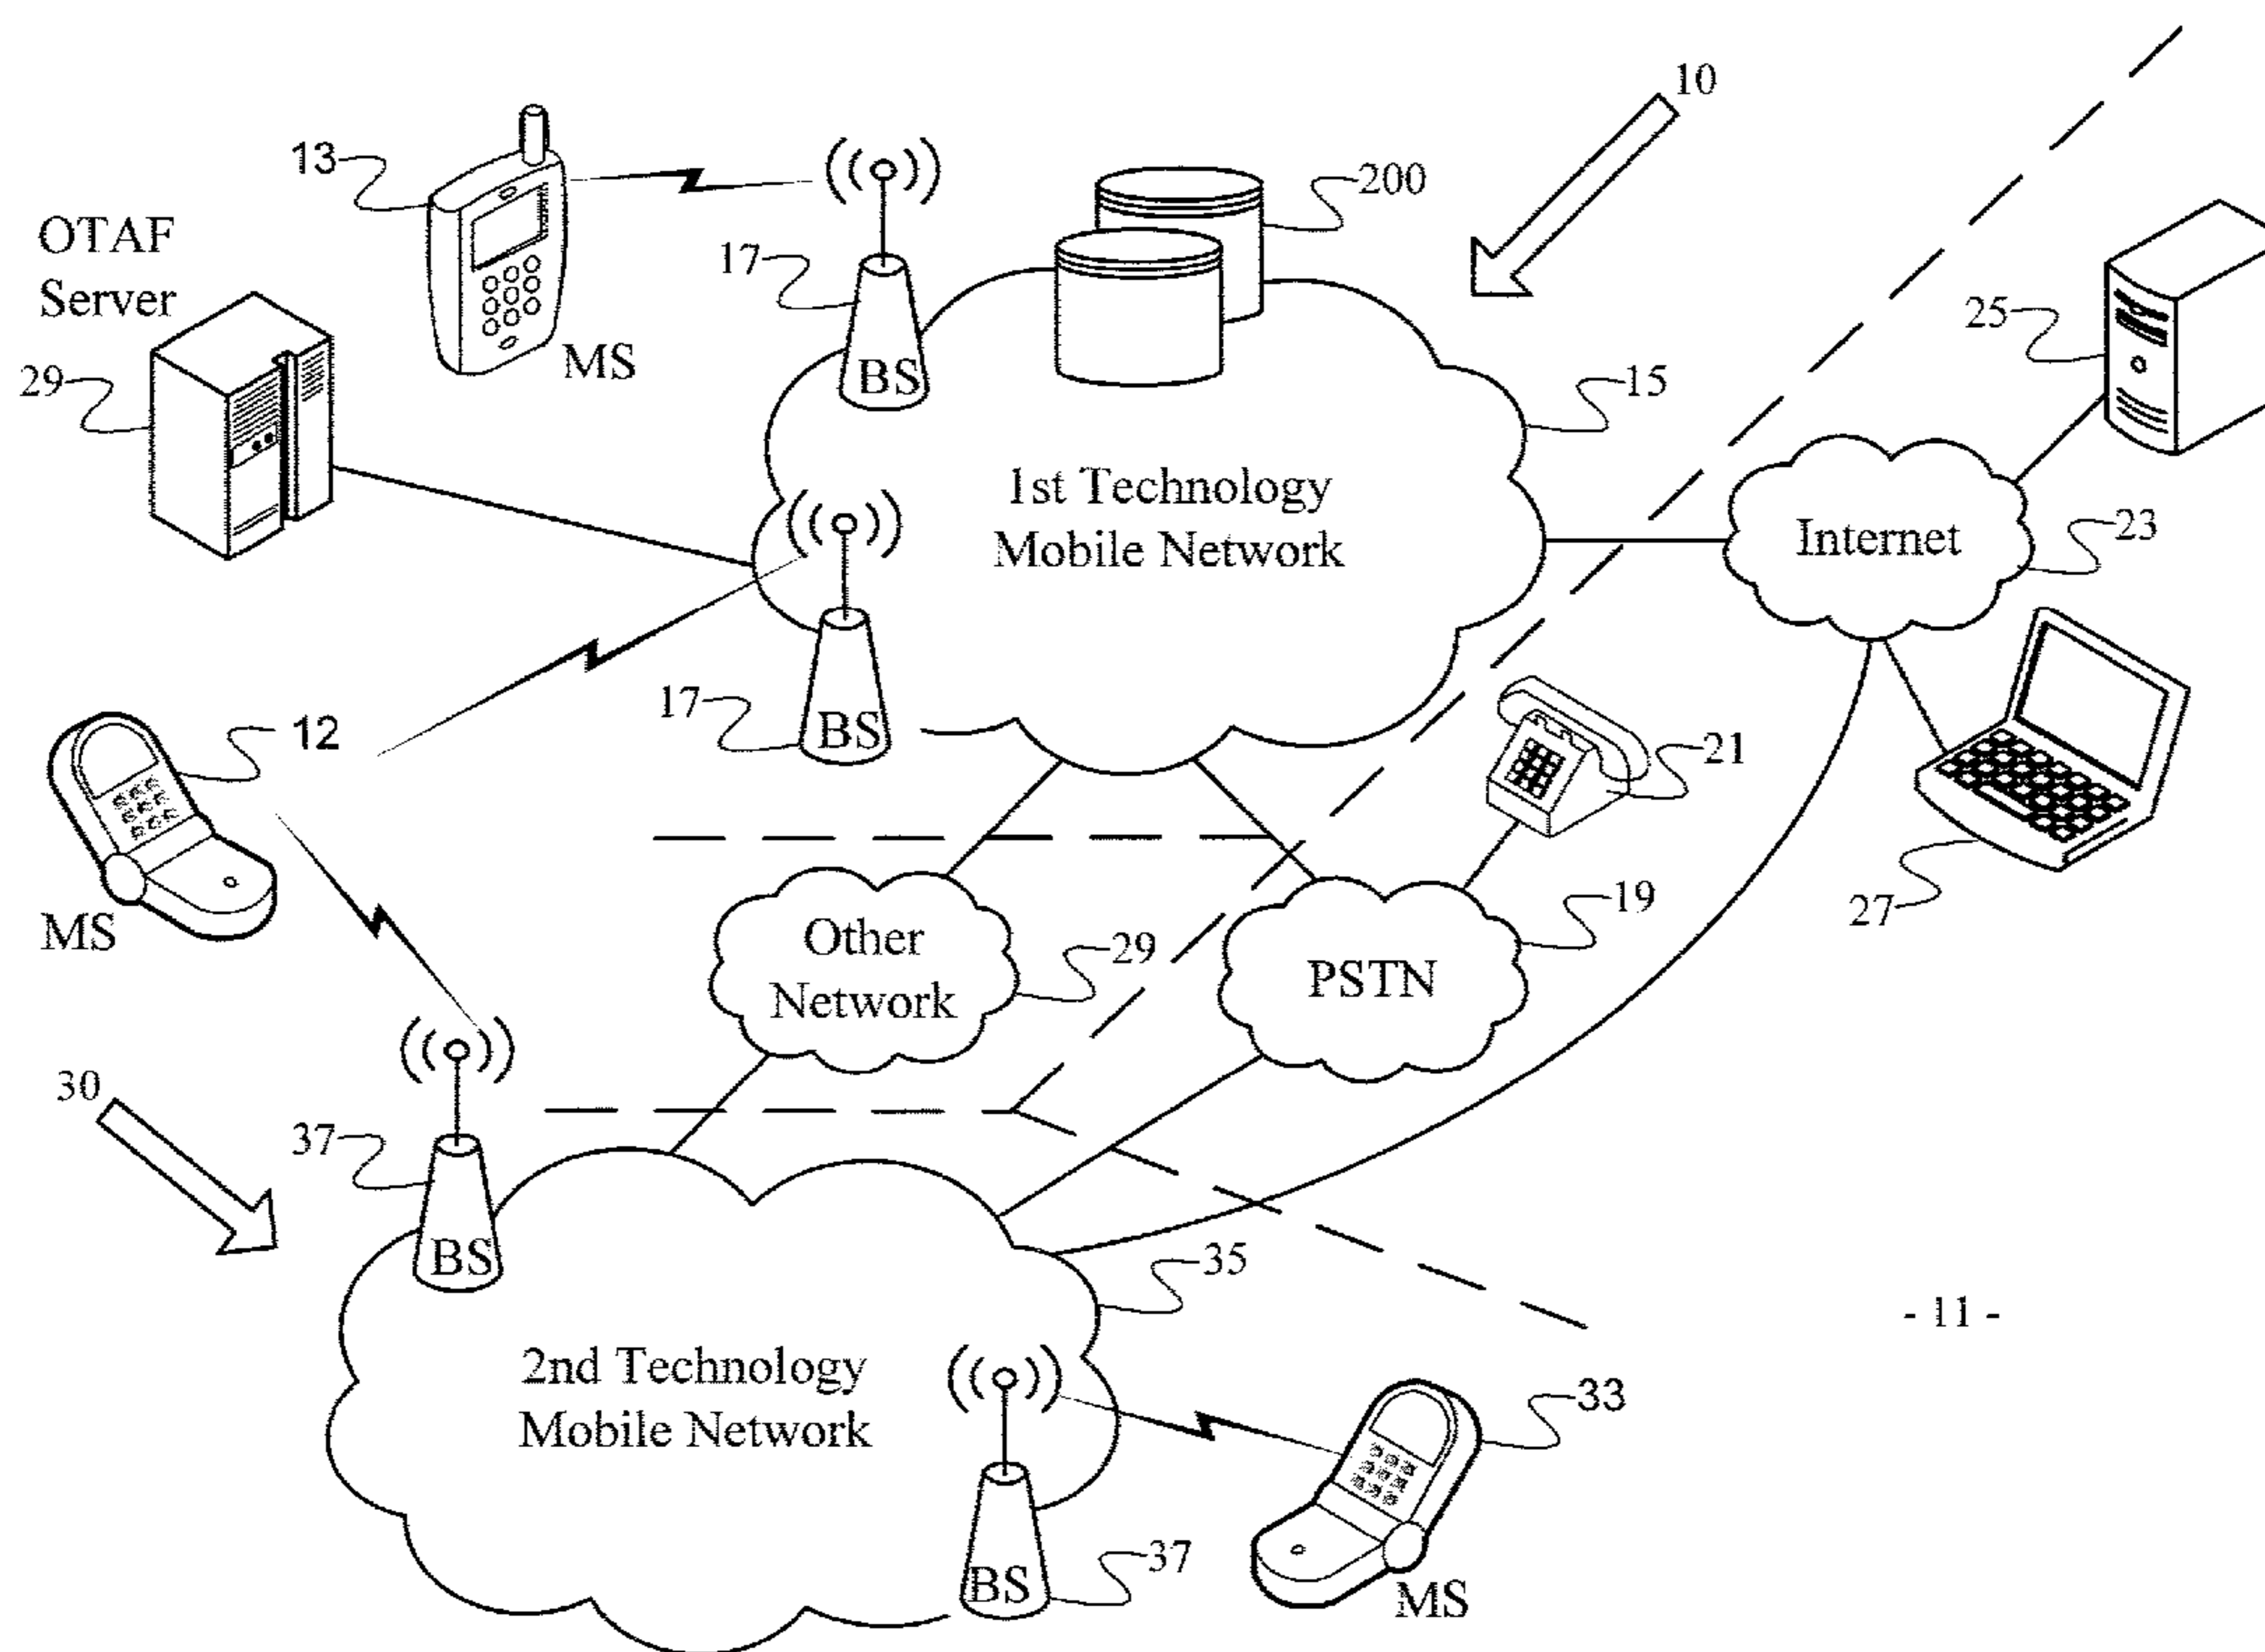 10
13
200
OTAF
Server
17
25
MS
29
BS
15
1st Technology
Mobile Network
Internet
23
17
BS
12
21
MS
Other
Network
29
PSTN
19
27
30
37
BS
35
- 11 -
2nd Technology
Mobile Network
33
37
BS
MS